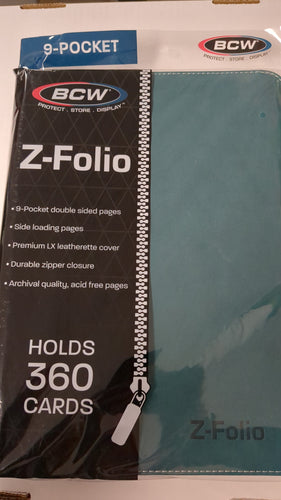 9-POCKET
BCW
BCW
PROTECT . STORE . DISPLAY™
Z-Folio
• 9-Pocket double sided pages
• Side loading pages
• Premium LX leatherette cover
• Durable zipper closure
• Archival quality, acid free pages
HOLDS
360
CARDS
Z-Folio